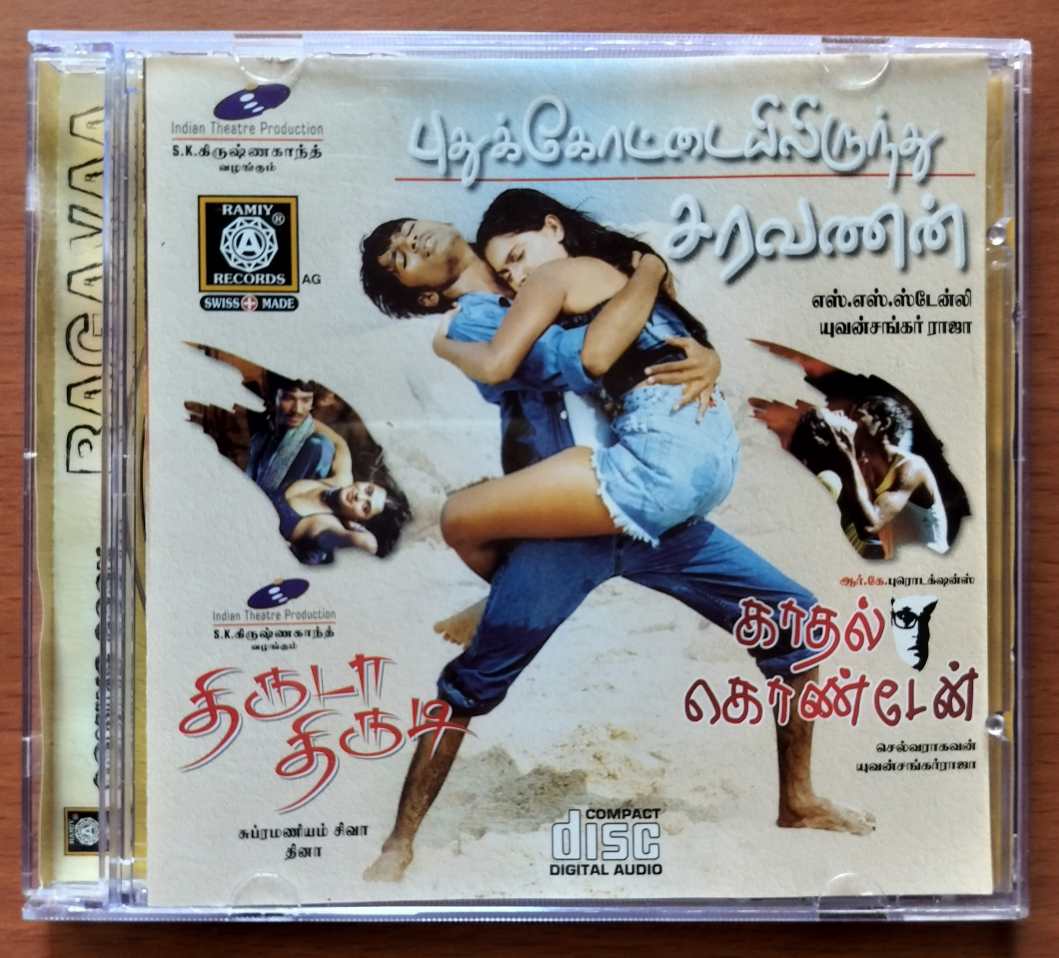 Indian Theatre Production
S.K.கிருஷ்ணகாந்த்
வழங்கும்
RAMIY ®
A
RECORDS AG
SWISS MADE
புதுக்கோட்டையிலிருந்து
சரவணன்
எஸ்.எஸ்.ஸ்டேன்லி
யுவன்சங்கர் ராஜா
Indian Theatre Production
S.K.கிருஷ்ணகாந்த்
வழங்கும்
திருடா
திருடி
சுப்ரமணியம் சிவா
தினா
ஆர்.கே.புரொடக்ஷன்ஸ்
காதல்
கொண்டேன்
செல்வராகவன்
யுவன்சங்கர்ராஜா
COMPACT
disc
DIGITAL AUDIO